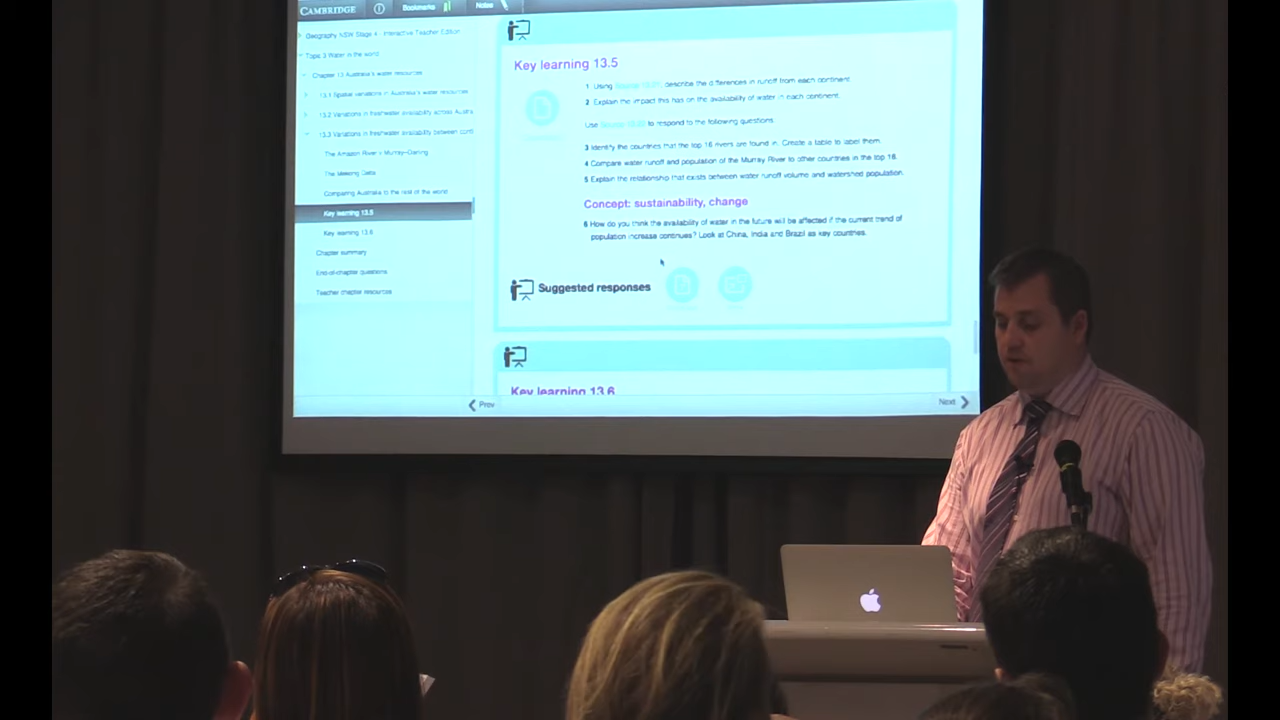 CAMBRIDGE
Bookmarks
Notes
Geography NSW Stage 4 - Interactive Teacher Edition
Topic 3 Water in the world
Chapter 13 Australia's water resources
13.1 Spatial variations in Australia's water resources
13.2 Variations in freshwater availability across Austra
13.3 Variations in freshwater availability between cont
The Amazon River v Murray–Darling
The Mekong Delta
Comparing Australia to the rest of the world
Key learning 13.5
Key learning 13.6
Chapter summary
End-of-chapter questions
Teacher chapter resources
Key learning 13.5
1 Using describe the differences in runoff from each continent.
2 Explain the impact this has on the availability of water in each continent.
Use to respond to the following questions.
3 Identify the countries that the top 16 rivers are found in. Create a table to label them.
4 Compare water runoff and population of the Murray River to other countries in the top 16.
5 Explain the relationship that exists between water runoff volume and watershed population.
Concept: sustainability, change
6 How do you think the availability of water in the future will be affected if the current trend of
population increase continues? Look at China, India and Brazil as key countries.
Suggested responses
Key learning 13.6
Prev
Next